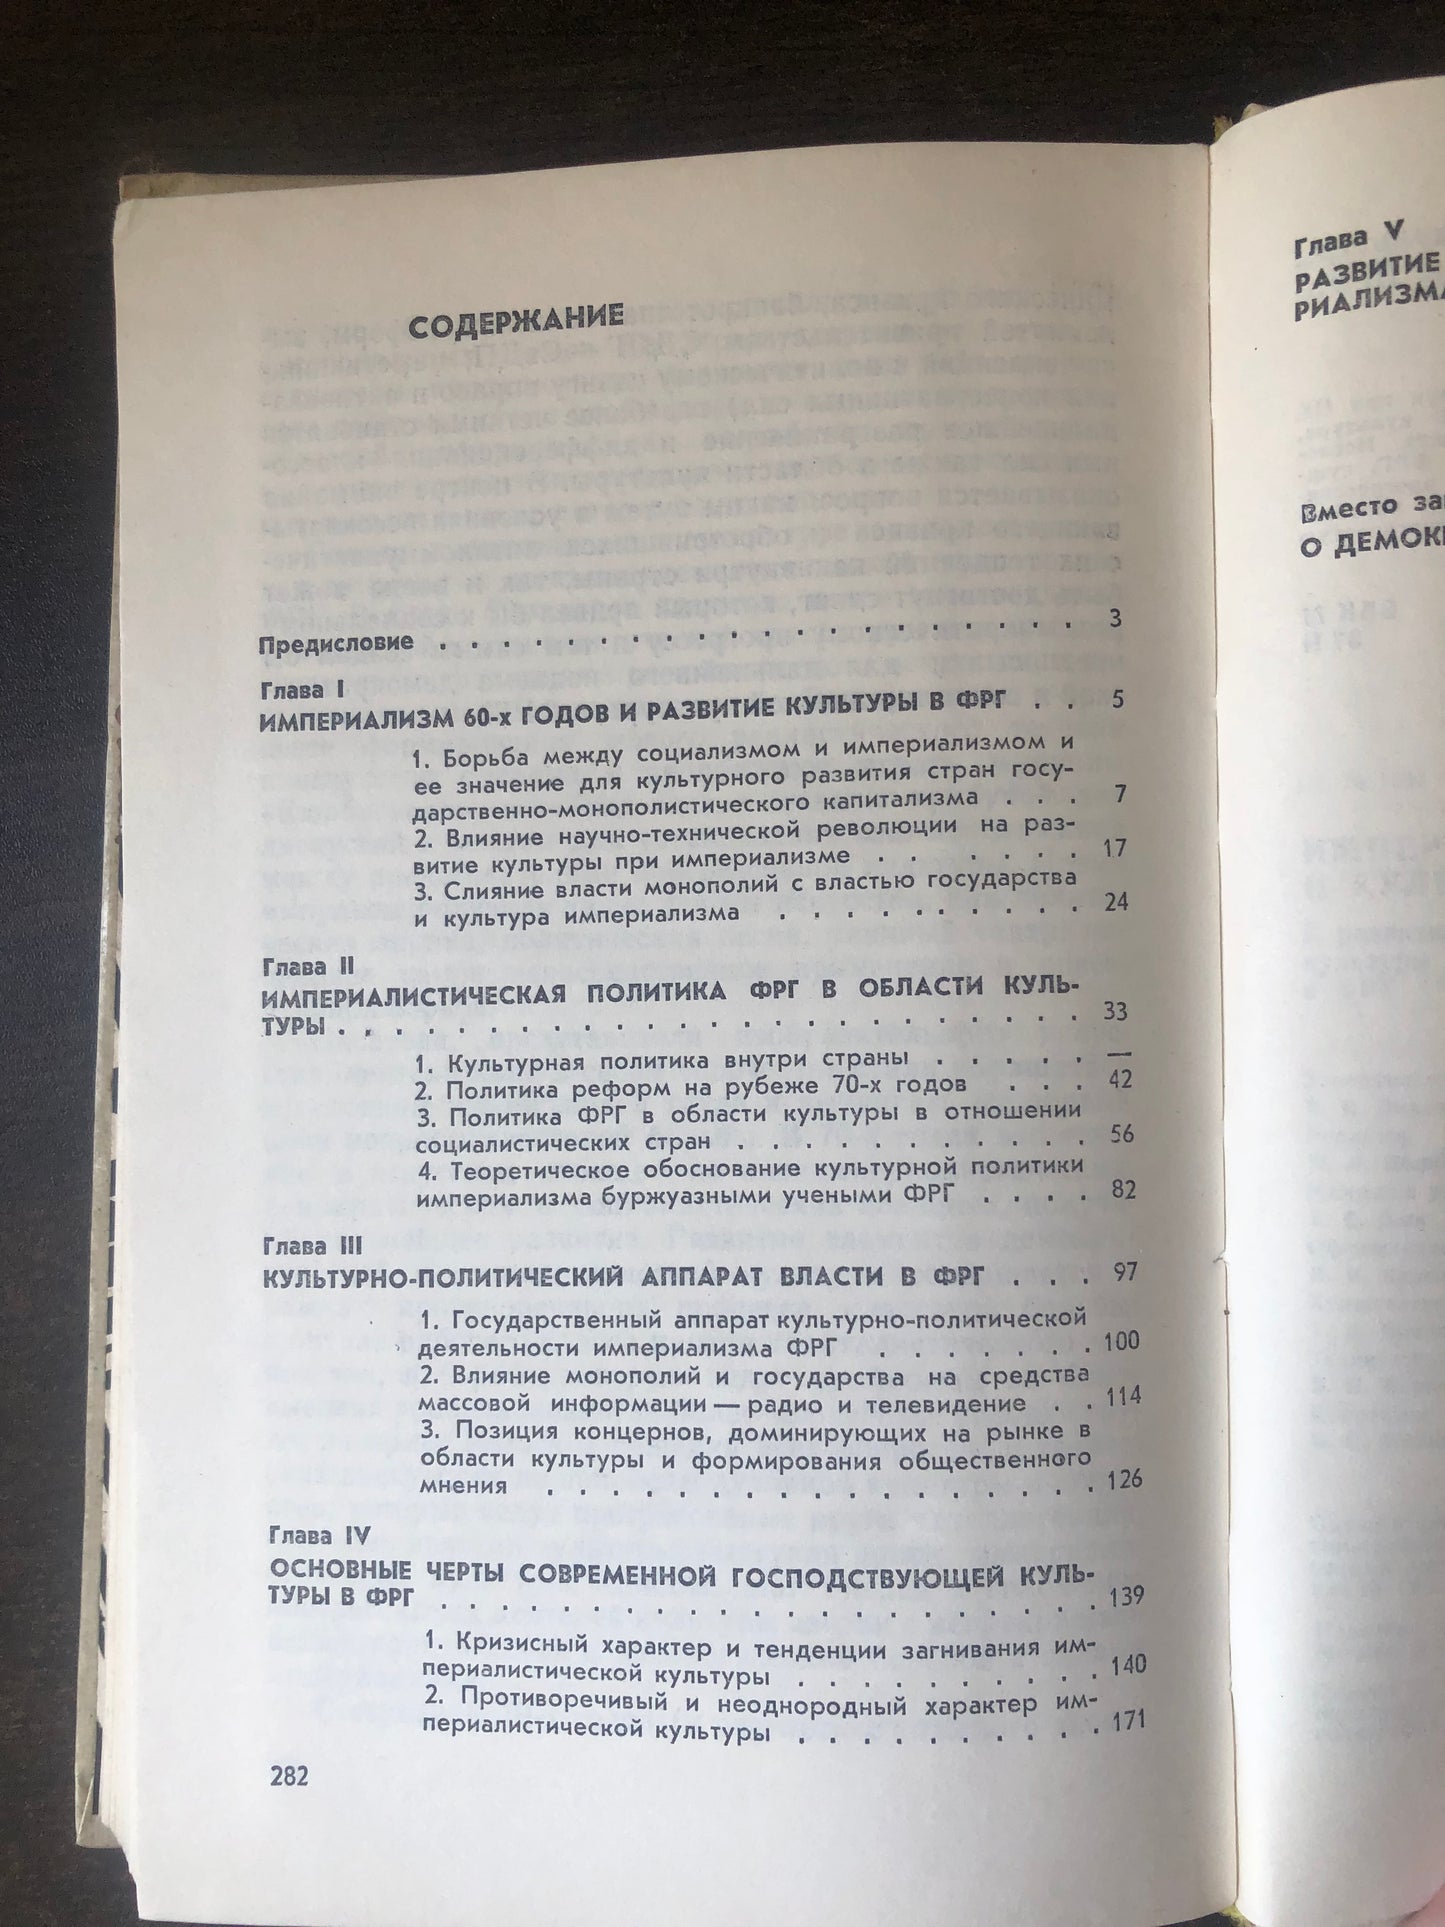 СОДЕРЖАНИЕ
Предисловие . . . . . . . . . . . . . . . . . . . . 3
Глава I
ИМПЕРИАЛИЗМ 60-х ГОДОВ И РАЗВИТИЕ КУЛЬТУРЫ В ФРГ . . 5
1. Борьба между социализмом и империализмом и
ее значение для культурного развития стран госу-
дарственно-монополистического капитализма . . . 7
2. Влияние научно-технической революции на раз-
витие культуры при империализме . . . . . . 17
3. Слияние власти монополий с властью государства
и культура империализма . . . . . . . . . . 24
Глава II
ИМПЕРИАЛИСТИЧЕСКАЯ ПОЛИТИКА ФРГ В ОБЛАСТИ КУЛЬ-
ТУРЫ . . . . . . . . . . . . . . . . . . . . . . . . 33
1. Культурная политика внутри страны . . . . . —
2. Политика реформ на рубеже 70-х годов . . . 42
3. Политика ФРГ в области культуры в отношении
социалистических стран . . . . . . . . . . . 56
4. Теоретическое обоснование культурной политики
империализма буржуазными учеными ФРГ . . . . 82
Глава III
КУЛЬТУРНО-ПОЛИТИЧЕСКИЙ АППАРАТ ВЛАСТИ В ФРГ . . . 97
1. Государственный аппарат культурно-политической
деятельности империализма ФРГ . . . . . . . 100
2. Влияние монополий и государства на средства
массовой информации — радио и телевидение . . 114
3. Позиция концернов, доминирующих на рынке в
области культуры и формирования общественного
мнения . . . . . . . . . . . . . . . . . 126
Глава IV
ОСНОВНЫЕ ЧЕРТЫ СОВРЕМЕННОЙ ГОСПОДСТВУЮЩЕЙ КУЛЬ-
ТУРЫ В ФРГ . . . . . . . . . . . . . . . . . . . 139
1. Кризисный характер и тенденции загнивания им-
периалистической культуры . . . . . . . . . . 140
2. Противоречивый и неоднородный характер им-
периалистической культуры . . . . . . . . . . 171
282
Глава V
РАЗВИТИЕ
РИАЛИЗМА
Вместо
О